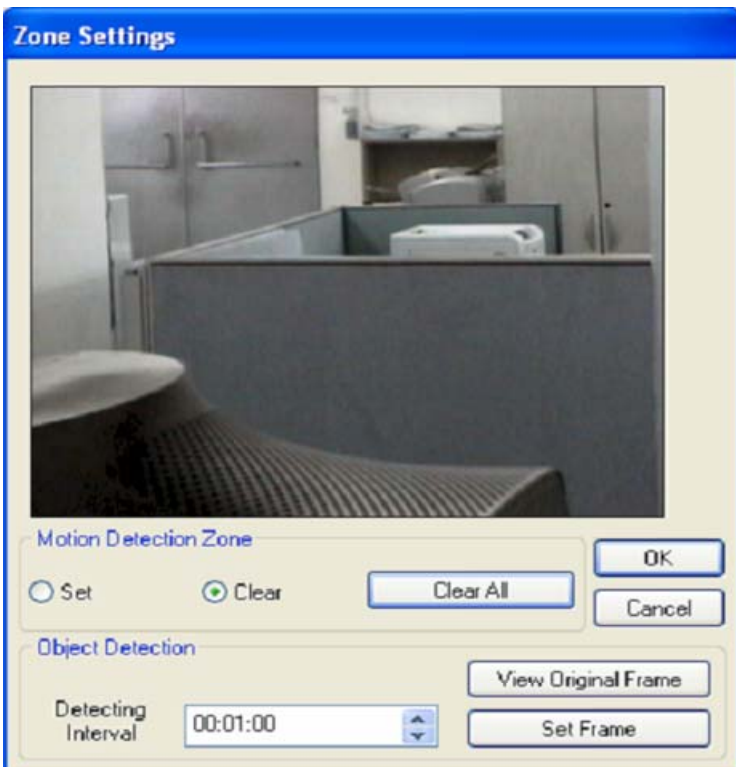 Zone Settings
Motion Detection Zone
Set
Clear
Clear All
OK
Cancel
Object Detection
Detecting
Interval
00:01:00
View Original Frame
Set Frame